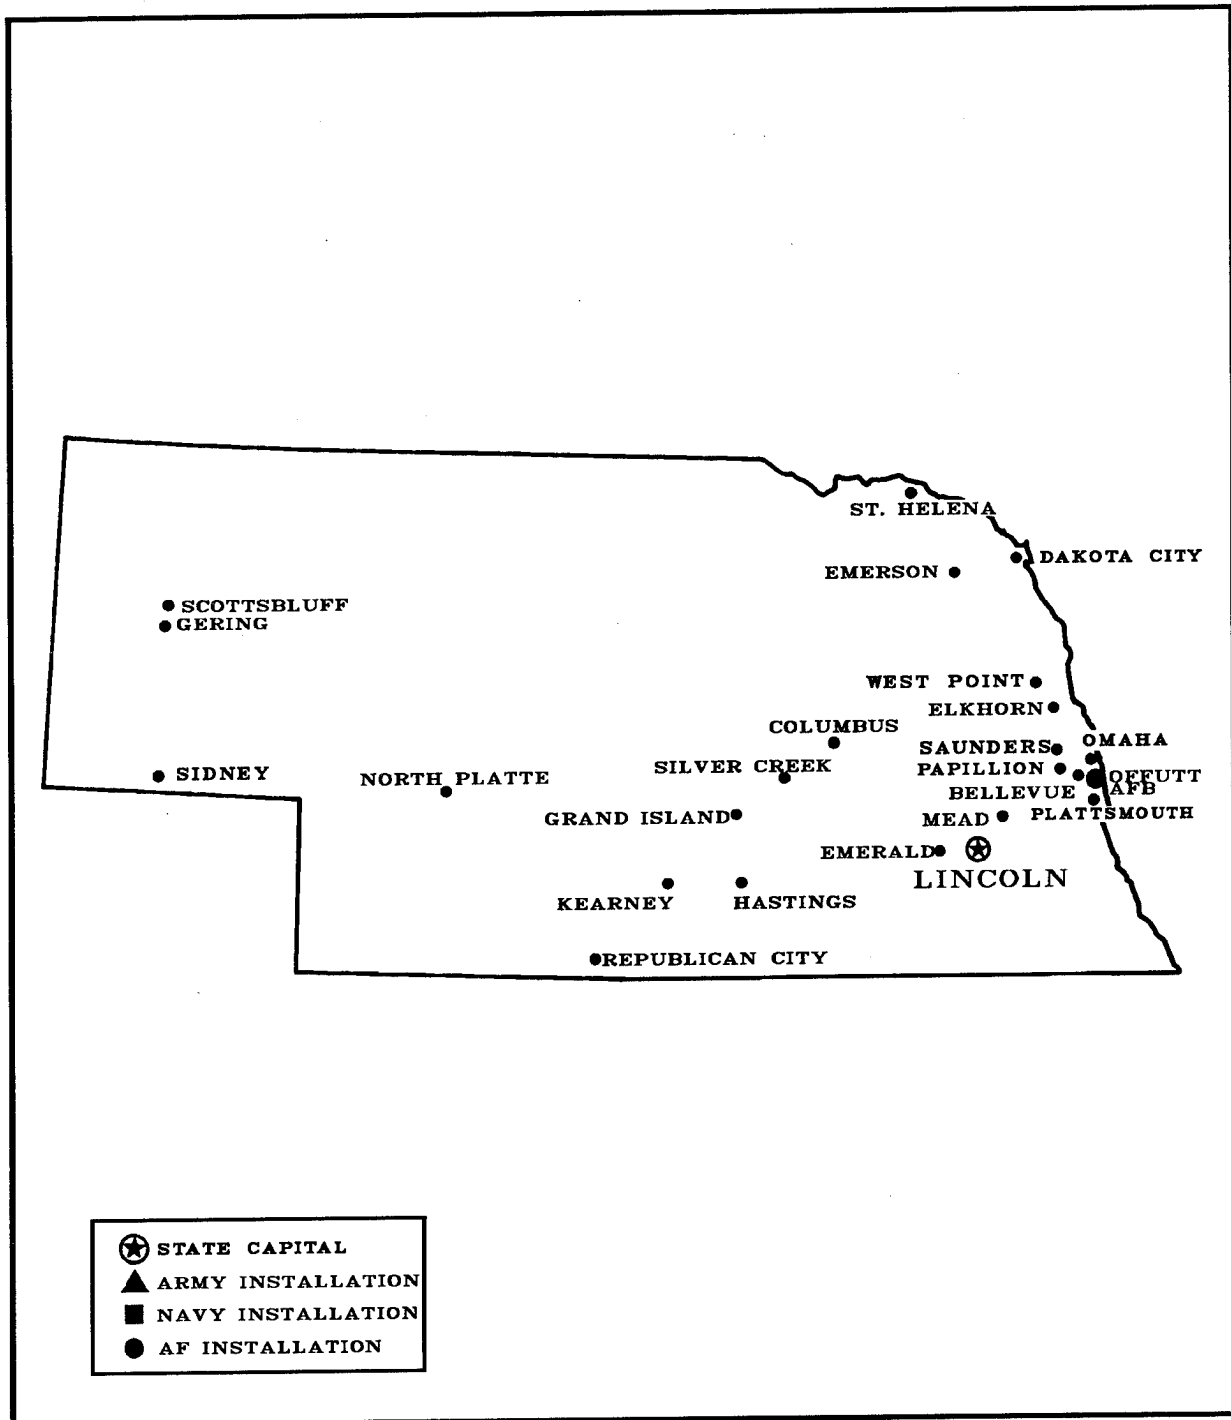 ST. HELENA
DAKOTA CITY
EMERSON
SCOTTSBLUFF
GERING
WEST POINT
ELKHORN
COLUMBUS
OMAHA
SAUNDERS
SILVER CREEK
PAPILLION
SIDNEY
NORTH PLATTE
OFFUTT
AFB
BELLEVUE
PLATTSMOUTH
GRAND ISLAND
MEAD
EMERALD
LINCOLN
KEARNEY
HASTINGS
REPUBLICAN CITY
STATE CAPITAL
ARMY INSTALLATION
NAVY INSTALLATION
AF INSTALLATION